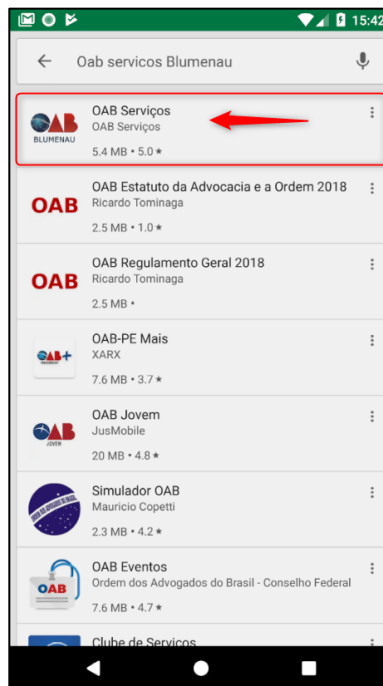 15:42
Oab servicos Blumenau
OAB
BLUMENAU
OAB Serviços
OAB Serviços
5.4 MB • 5.0 ★
OAB
OAB Estatuto da Advocacia e a Ordem 2018
Ricardo Tominaga
2.5 MB • 1.0 ★
OAB
OAB Regulamento Geral 2018
Ricardo Tominaga
2.5 MB •
OAB+
OAB-PE Mais
XARX
7.6 MB • 3.7 ★
OAB
JOVEM
OAB Jovem
JusMobile
20 MB • 4.8 ★
Simulador OAB
Mauricio Copetti
2.3 MB • 4.2 ★
OAB
OAB Eventos
Ordem dos Advogados do Brasil - Conselho Federal
7.6 MB • 4.7 ★
Clube de Serviços